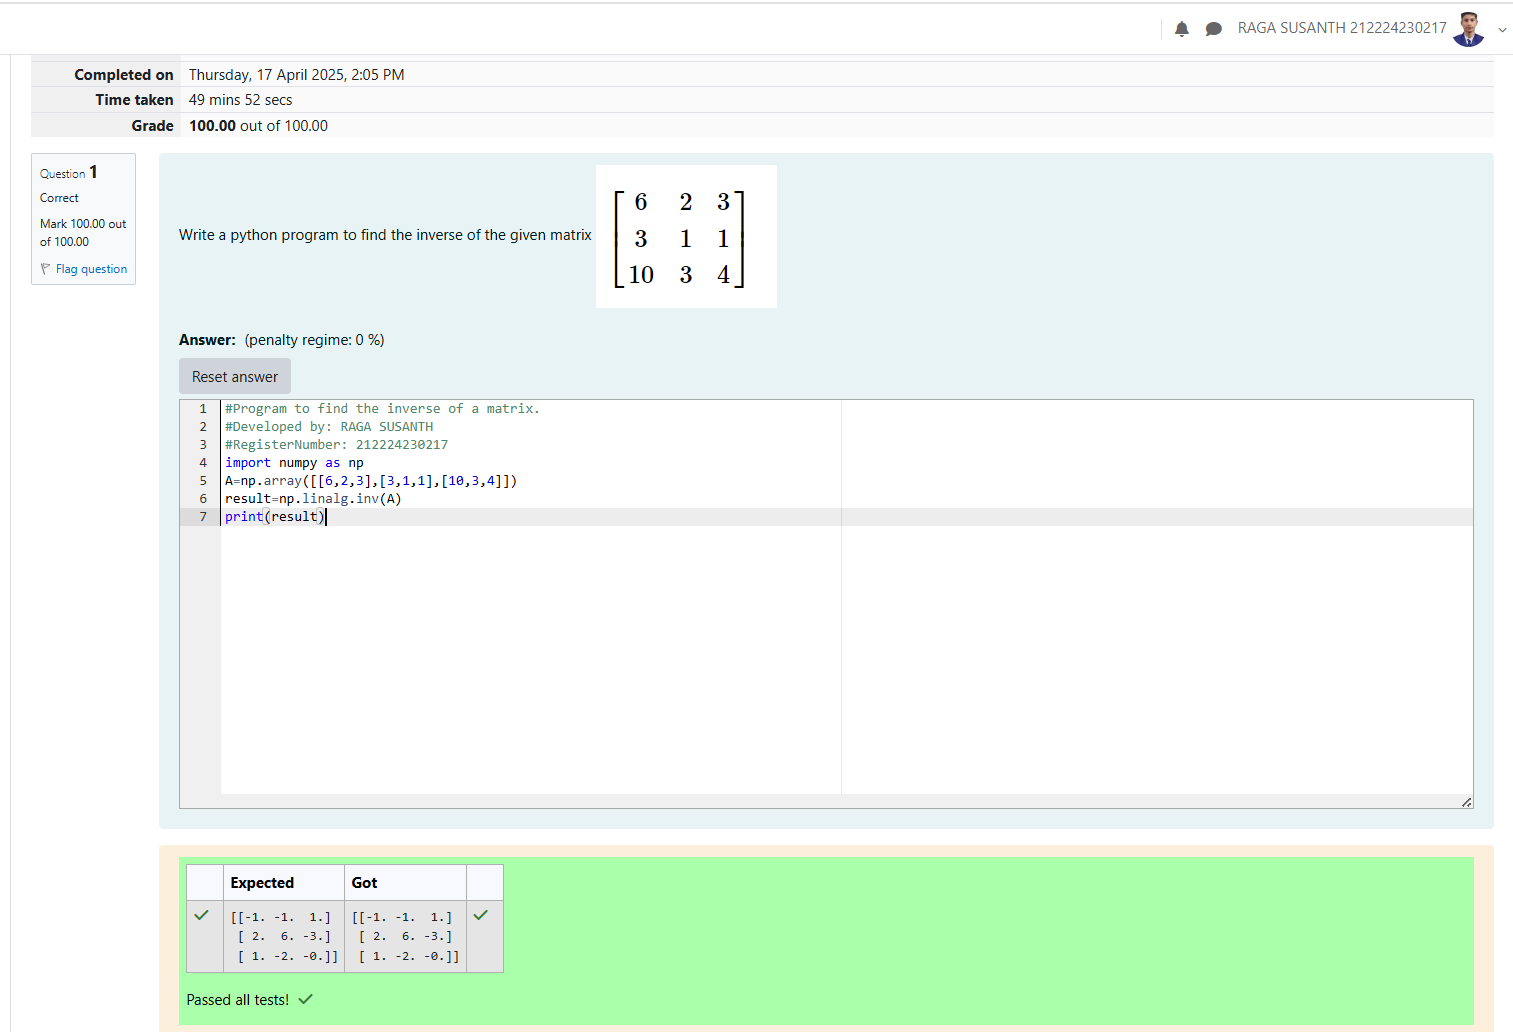 RAGA SUSANTH 212224230217
Completed on Thursday, 17 April 2025, 2:05 PM
Time taken 49 mins 52 secs
Grade 100.00 out of 100.00
Question 1
Correct
Mark 100.00 out
of 100.00
Flag question
Write a python program to find the inverse of the given matrix
6 2 3
3 1 1
10 3 4
Answer: (penalty regime: 0 %)
Reset answer
1 #Program to find the inverse of a matrix.
2 #Developed by: RAGA SUSANTH
3 #RegisterNumber: 212224230217
4 import numpy as np
5 A=np.array([[6,2,3],[3,1,1],[10,3,4]])
6 result=np.linalg.inv(A)
7 print(result)
Expected Got
[[-1. -1.  1.] [[-1. -1.  1.]
[ 2.  6. -3.] [ 2.  6. -3.]
[ 1. -2. -0.]] [ 1. -2. -0.]]
Passed all tests!